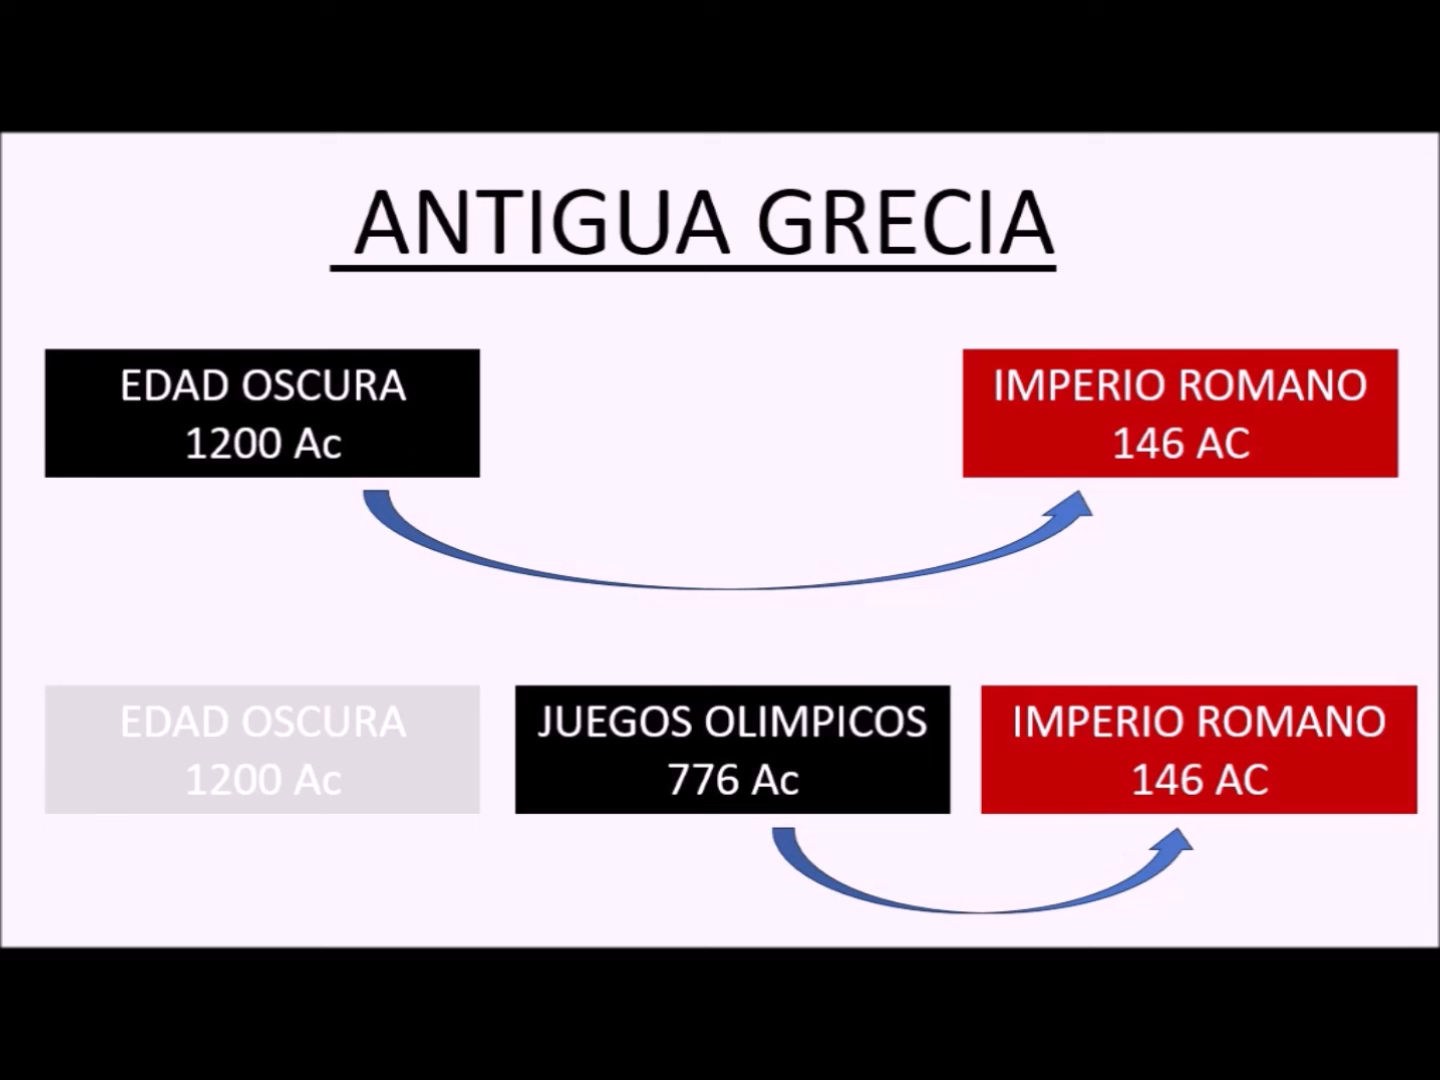 ANTIGUA GRECIA
EDAD OSCURA
1200 Ac
IMPERIO ROMANO
146 AC
EDAD OSCURA
1200 Ac
JUEGOS OLIMPICOS
776 Ac
IMPERIO ROMANO
146 AC